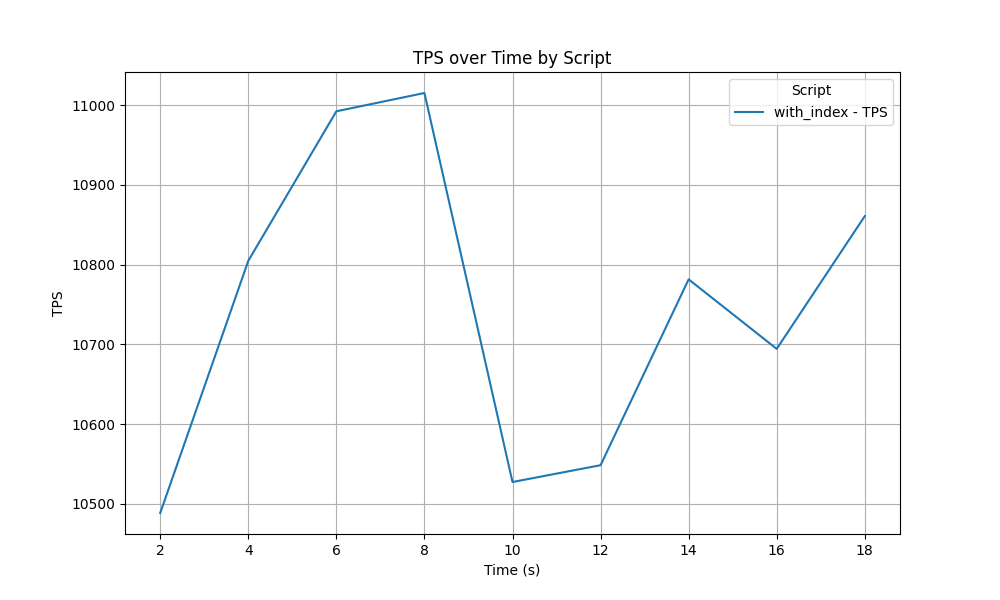 TPS over Time by Script
Script
with_index - TPS
TPS
11000
10900
10800
10700
10600
10500
2 4 6 8 10 12 14 16 18
Time (s)